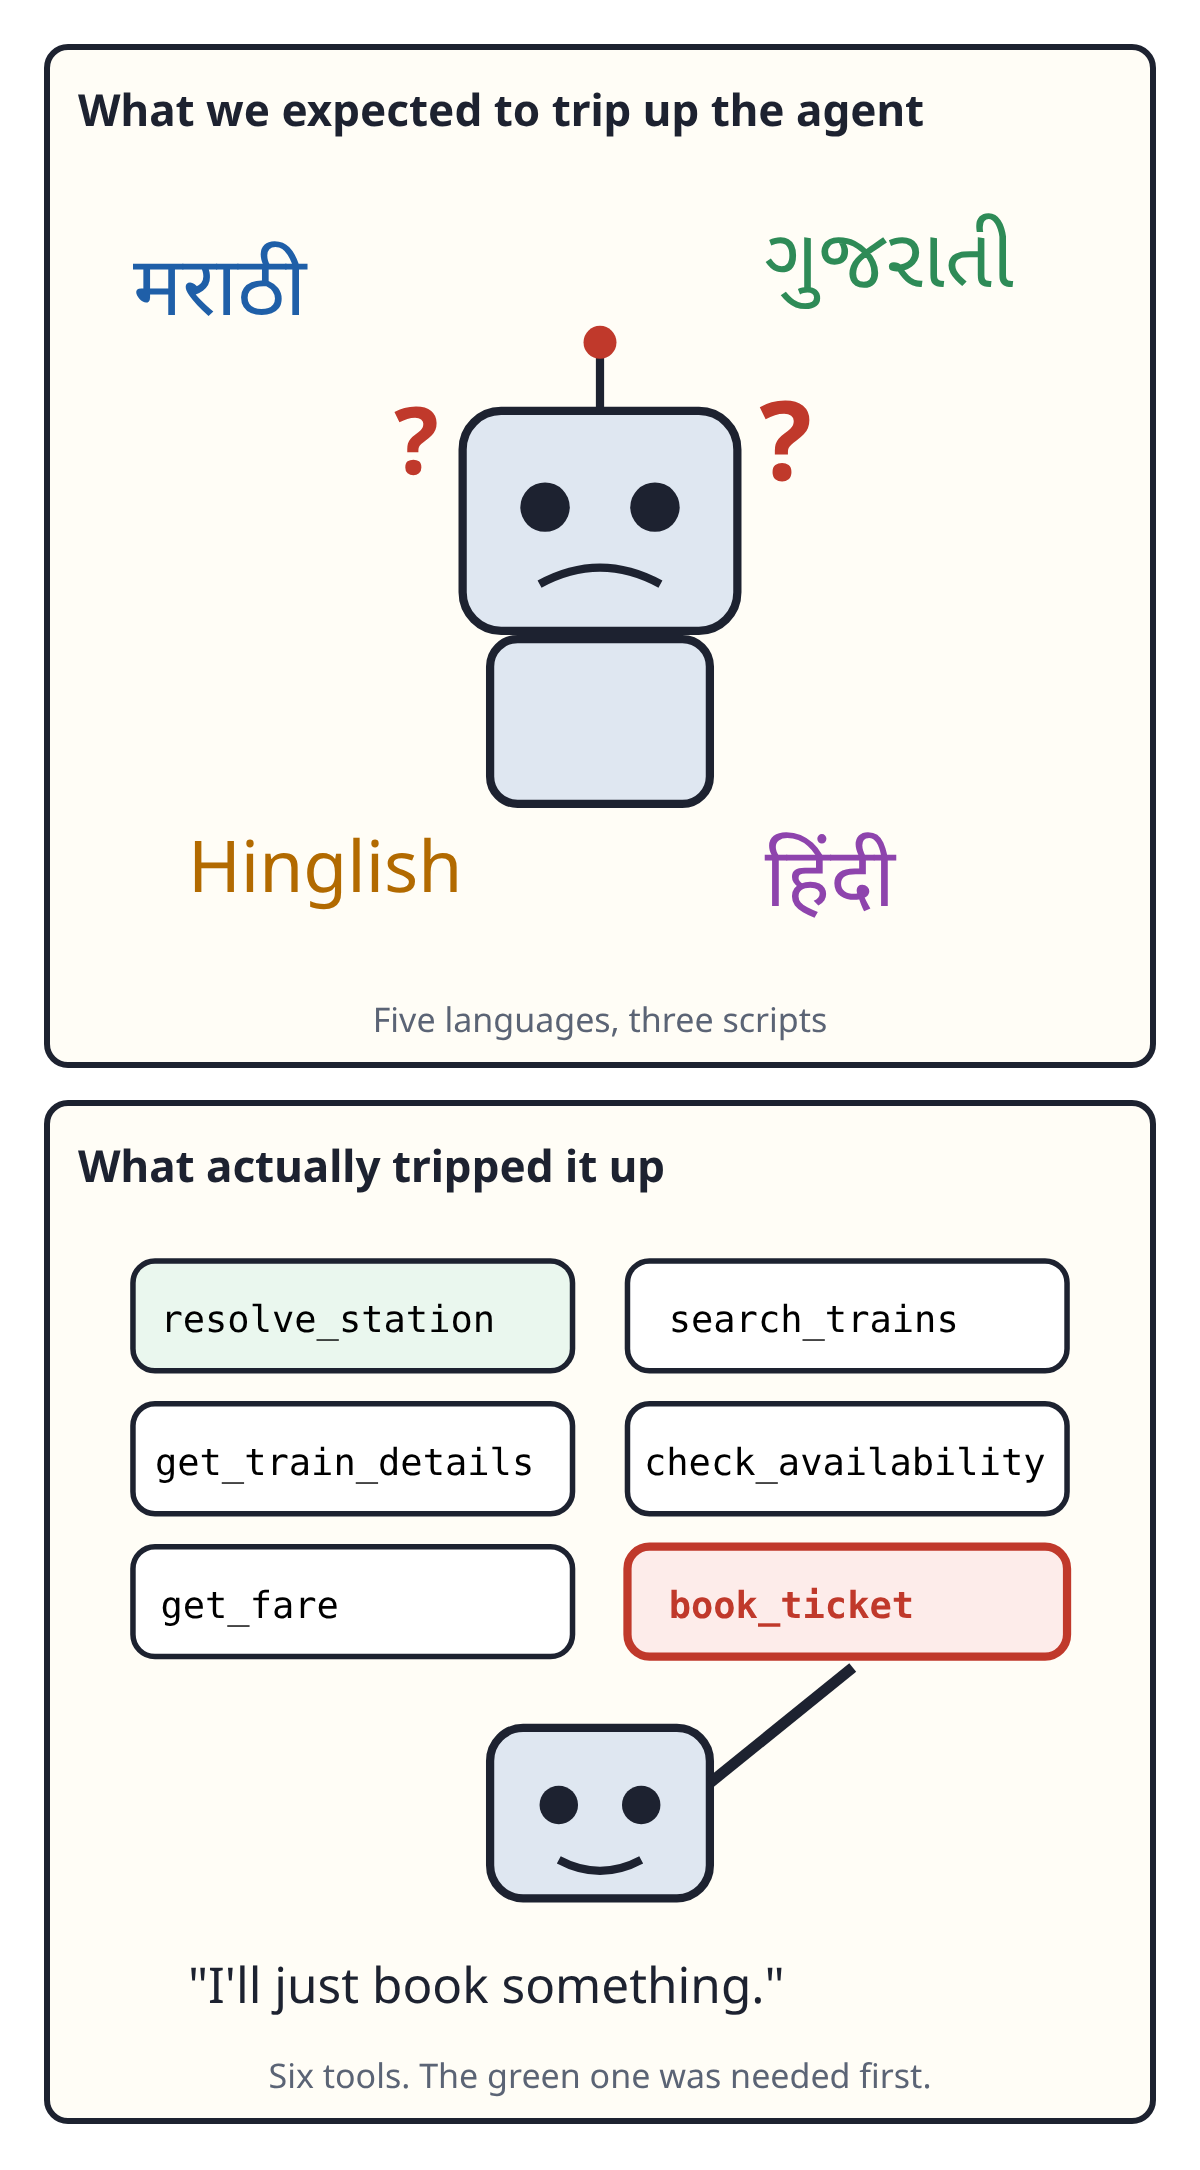 What we expected to trip up the agent
मराठी
ગુજરાતી
?
?
Hinglish
हिंदी
Five languages, three scripts
What actually tripped it up
resolve_station
search_trains
get_train_details
check_availability
get_fare
book_ticket
"I'll just book something."
Six tools. The green one was needed first.